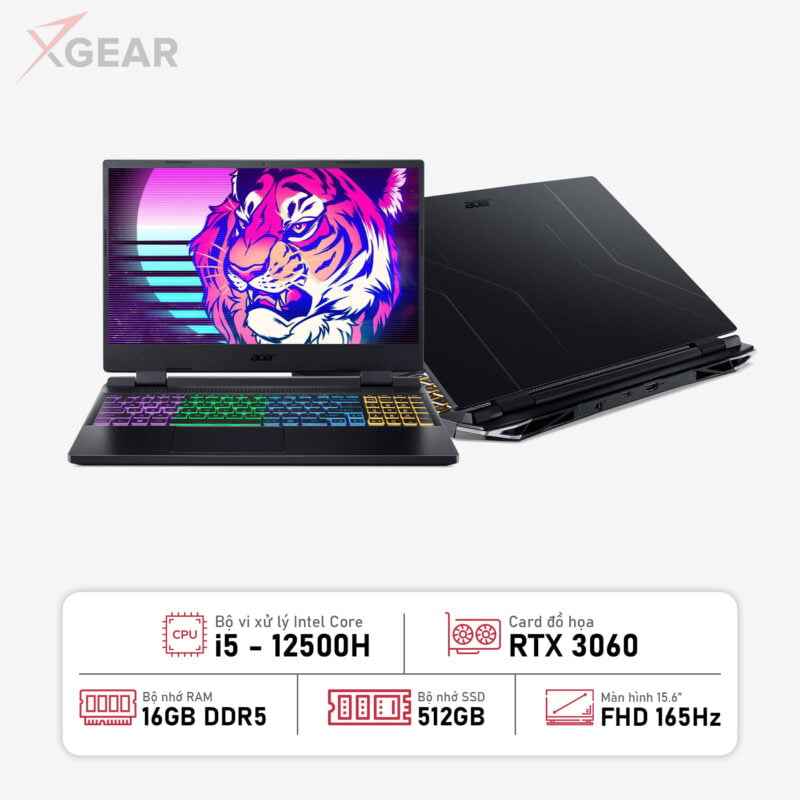 XGEAR
acer
acer
Bộ vi xử lý Intel Core
CPU
i5 - 12500H
Card đồ họa
RTX 3060
Bộ nhớ RAM
16GB DDR5
Bộ nhớ SSD
512GB
Màn hình 15.6"
FHD 165Hz